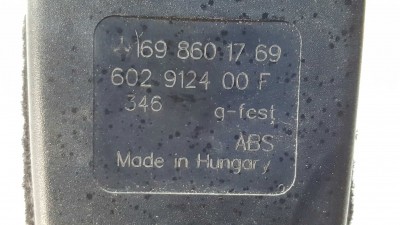 169 860 17 69
602 9124 00 F
346 g-fest
ABS
Made in Hungary